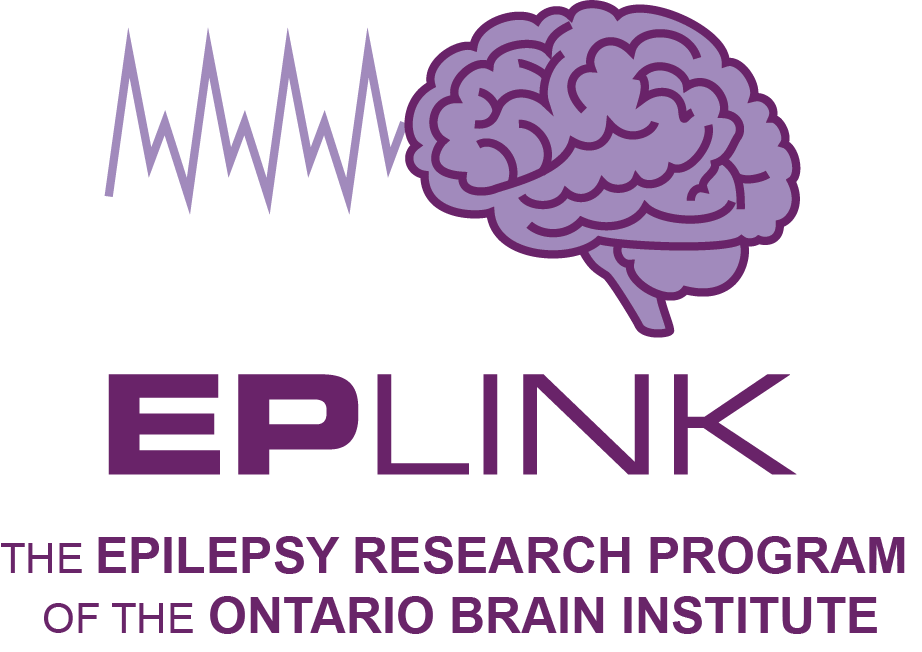 EPLINK
THE EPILEPSY RESEARCH PROGRAM
OF THE ONTARIO BRAIN INSTITUTE